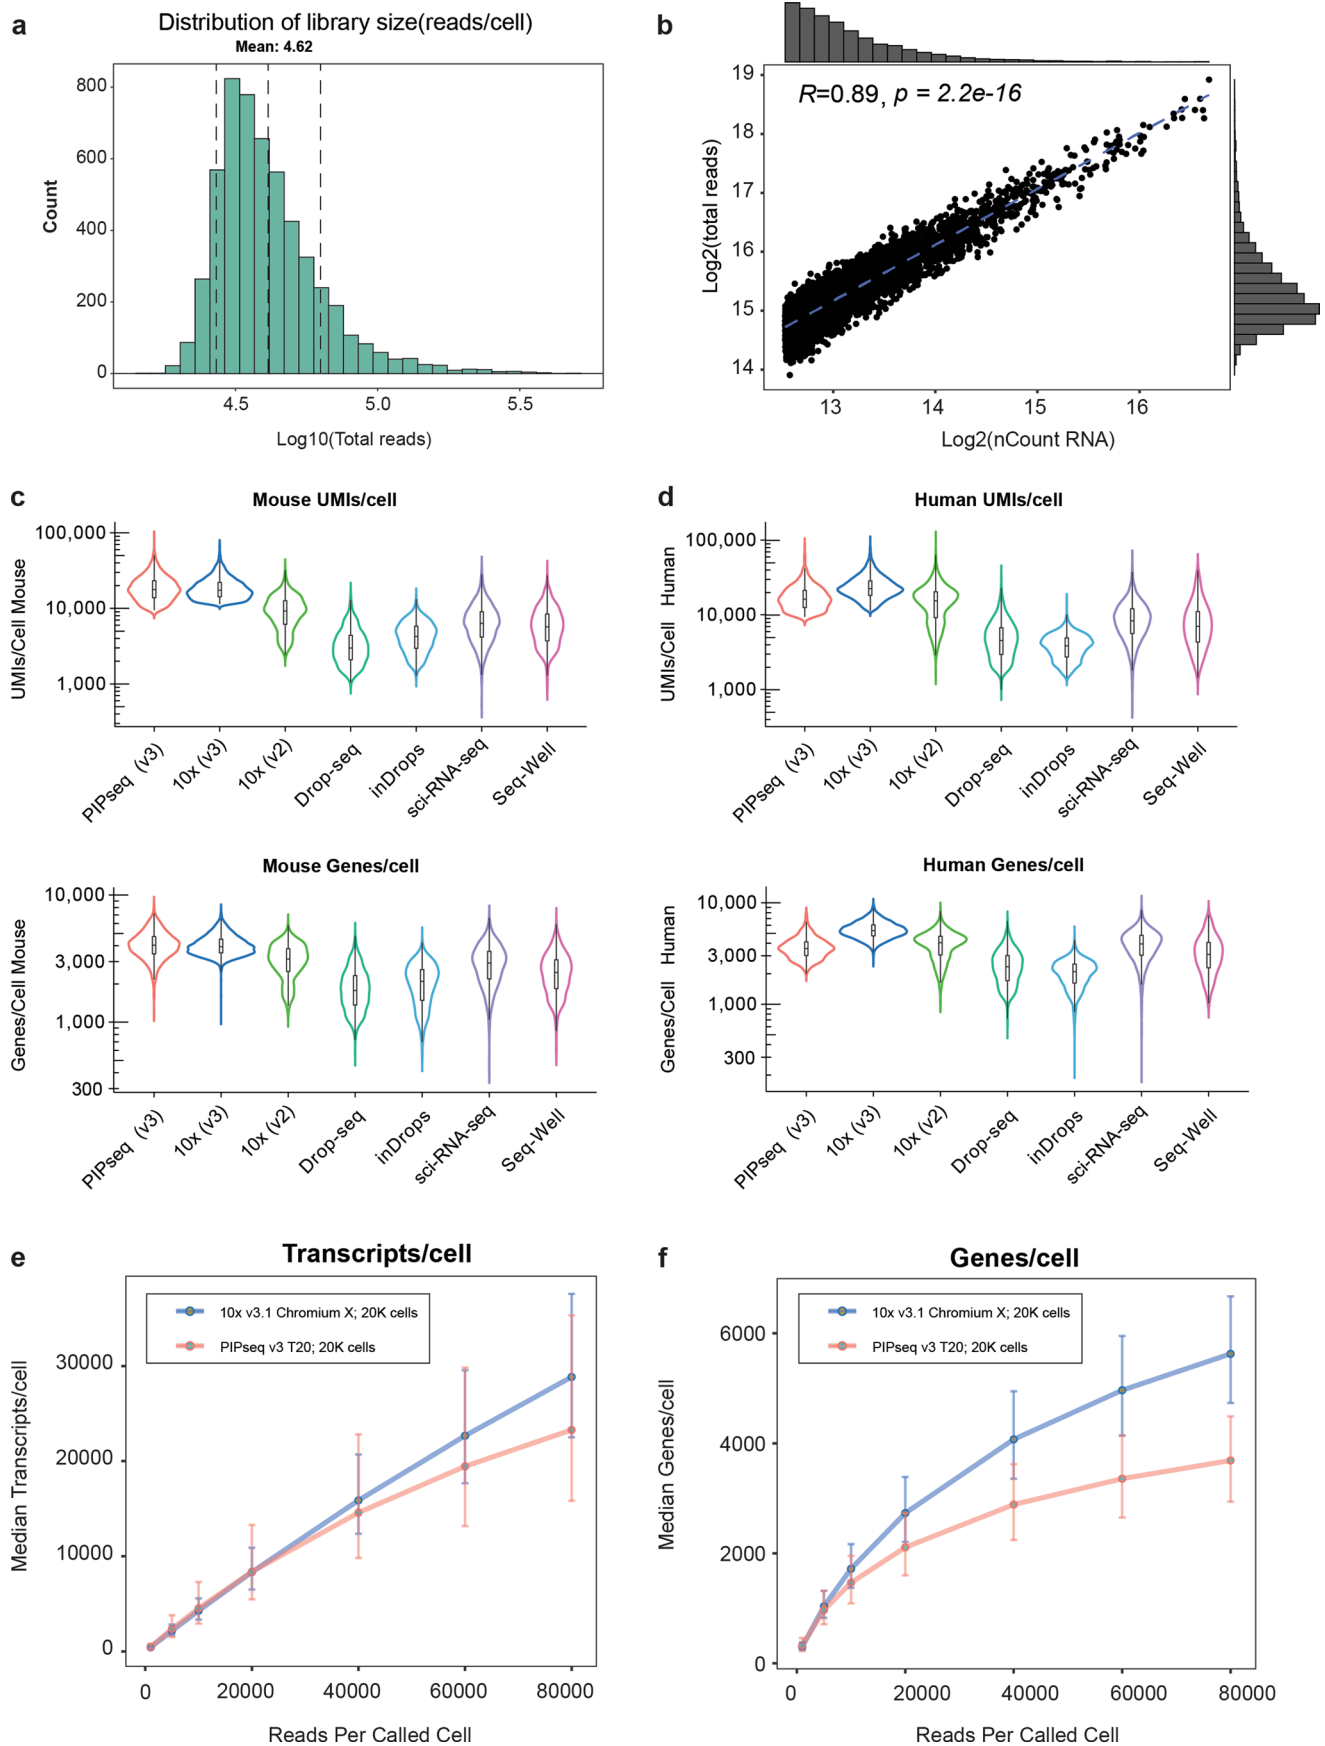 a
Distribution of library size(reads/cell)
Mean: 4.62
Count
800
600
400
200
0
4.5
5.0
5.5
Log10(Total reads)
b
R=0.89, p = 2.2e-16
Log2(total reads)
19
18
17
16
15
14
13
14
15
16
Log2(nCount RNA)
c
Mouse UMIs/cell
UMIs/Cell Mouse
100,000
10,000
1,000
PIPseq (v3)
10x (v3)
10x (v2)
Drop-seq
inDrops
sci-RNA-seq
Seq-Well
d
Human UMIs/cell
UMIs/Cell Human
100,000
10,000
1,000
PIPseq (v3)
10x (v3)
10x (v2)
Drop-seq
inDrops
sci-RNA-seq
Seq-Well
Mouse Genes/cell
Genes/Cell Mouse
10,000
3,000
1,000
300
PIPseq (v3)
10x (v3)
10x (v2)
Drop-seq
inDrops
sci-RNA-seq
Seq-Well
Human Genes/cell
Genes/Cell Human
10,000
3,000
1,000
300
PIPseq (v3)
10x (v3)
10x (v2)
Drop-seq
inDrops
sci-RNA-seq
Seq-Well
e
Transcripts/cell
10x v3.1 Chromium X; 20K cells
PIPseq v3 T20; 20K cells
Median Transcripts/cell
30000
20000
10000
0
0
20000
40000
60000
80000
Reads Per Called Cell
f
Genes/cell
10x v3.1 Chromium X; 20K cells
PIPseq v3 T20; 20K cells
Median Genes/cell
6000
4000
2000
0
0
20000
40000
60000
80000
Reads Per Called Cell